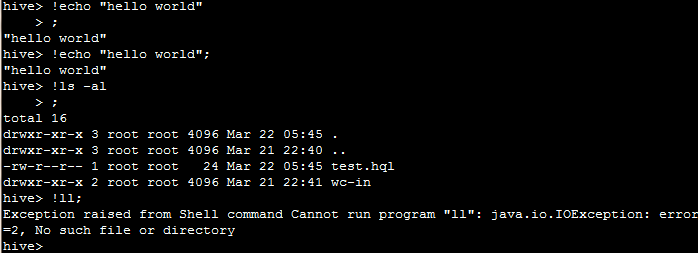 hive> !echo "hello world"
    > ;
"hello world"
hive> !echo "hello world";
"hello world"
hive> !ls -al
    > ;
total 16
drwxr-xr-x 3 root root 4096 Mar 22 05:45 .
drwxr-xr-x 3 root root 4096 Mar 21 22:40 ..
-rw-r--r-- 1 root root   24 Mar 22 05:45 test.hql
drwxr-xr-x 2 root root 4096 Mar 21 22:41 wc-in
hive> !ll;
Exception raised from Shell command Cannot run program "ll": java.io.IOException: error
=2, No such file or directory
hive>